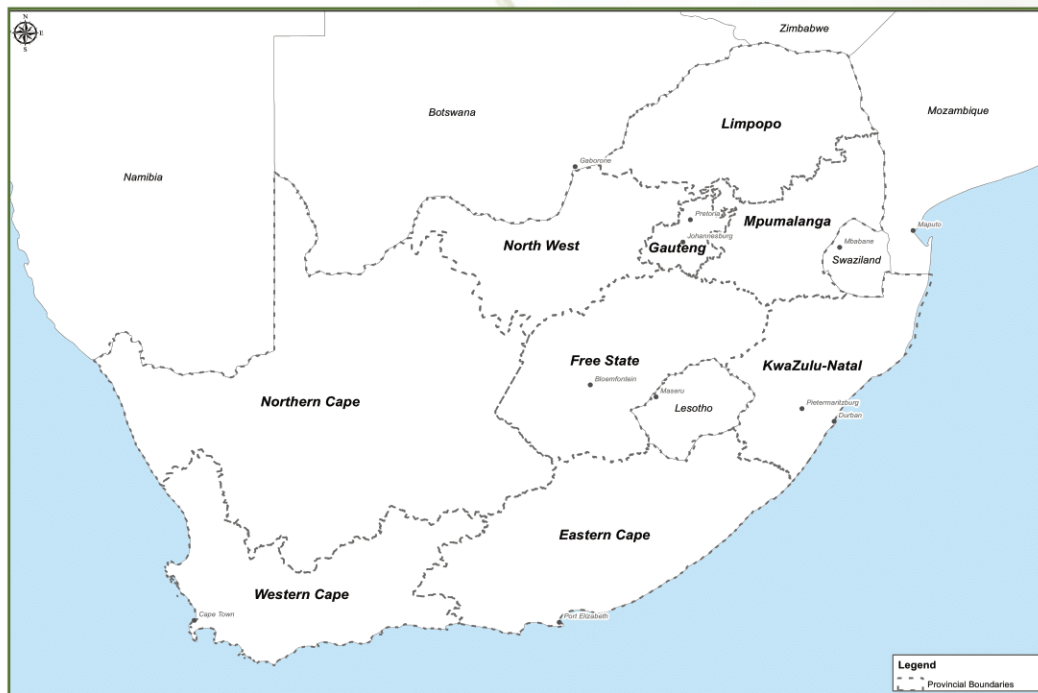 N
E
S
Zimbabwe
Botswana
Mozambique
Limpopo
Gaborone
Namibia
Pretoria
Mpumalanga
Maputo
North West
Johannesburg
Gauteng
Mbabane
Swaziland
Free State
KwaZulu-Natal
Bloemfontein
Maseru
Northern Cape
Lesotho
Pietermaritzburg
Durban
Eastern Cape
Western Cape
Cape Town
Port Elizabeth
Legend
Provincial Boundaries